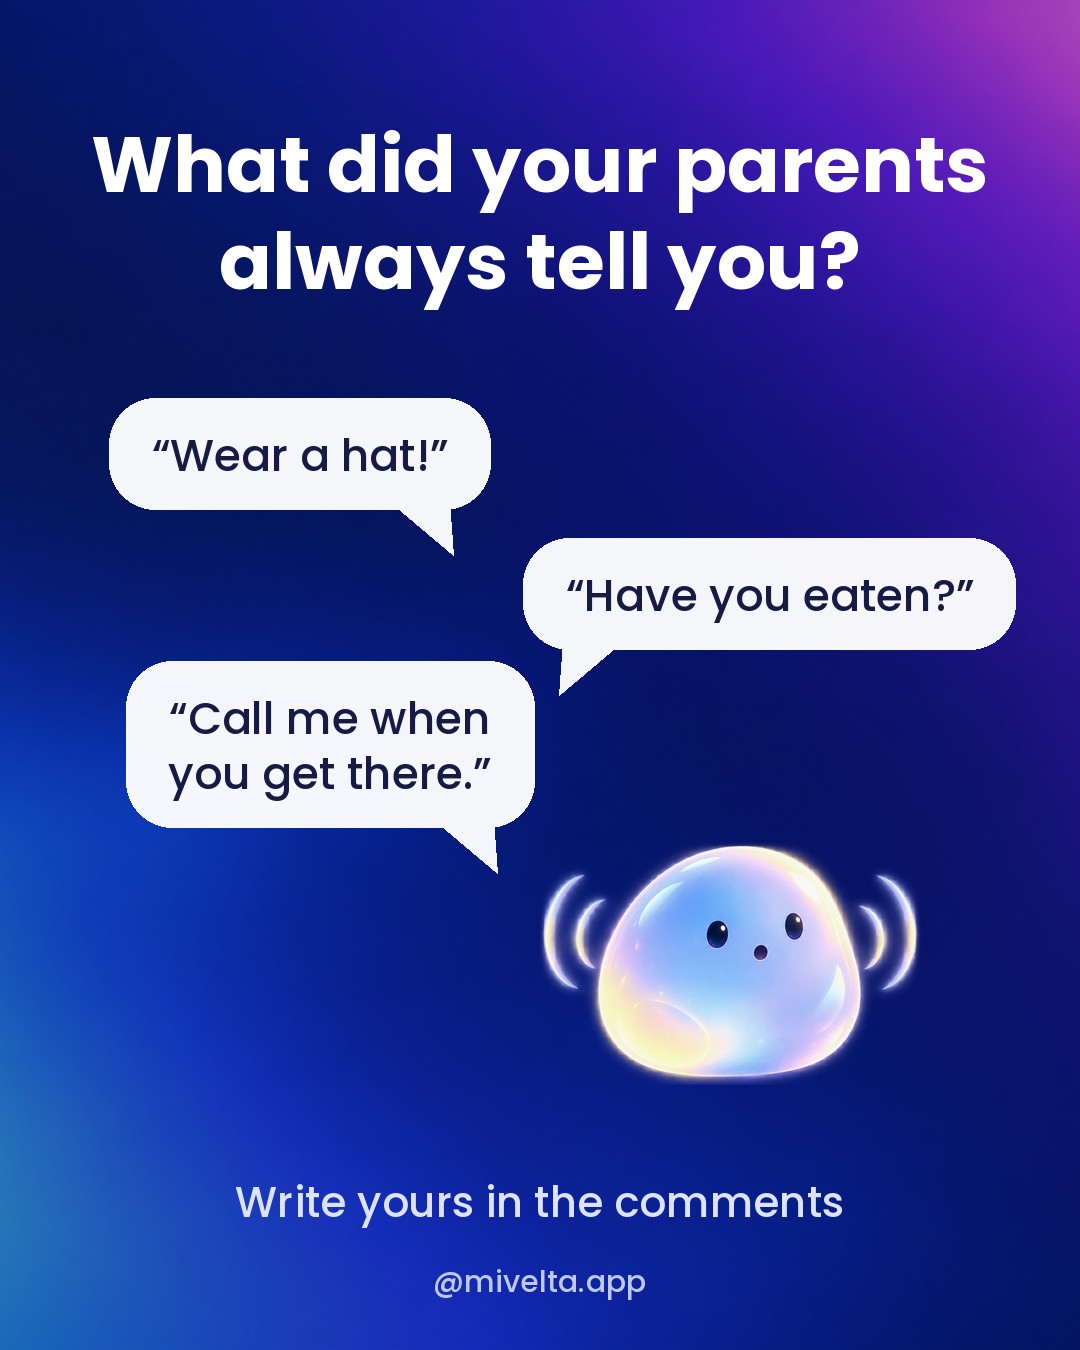 What did your parents
always tell you?
“Wear a hat!”
“Have you eaten?”
“Call me when
you get there.”
Write yours in the comments
@mivelta.app